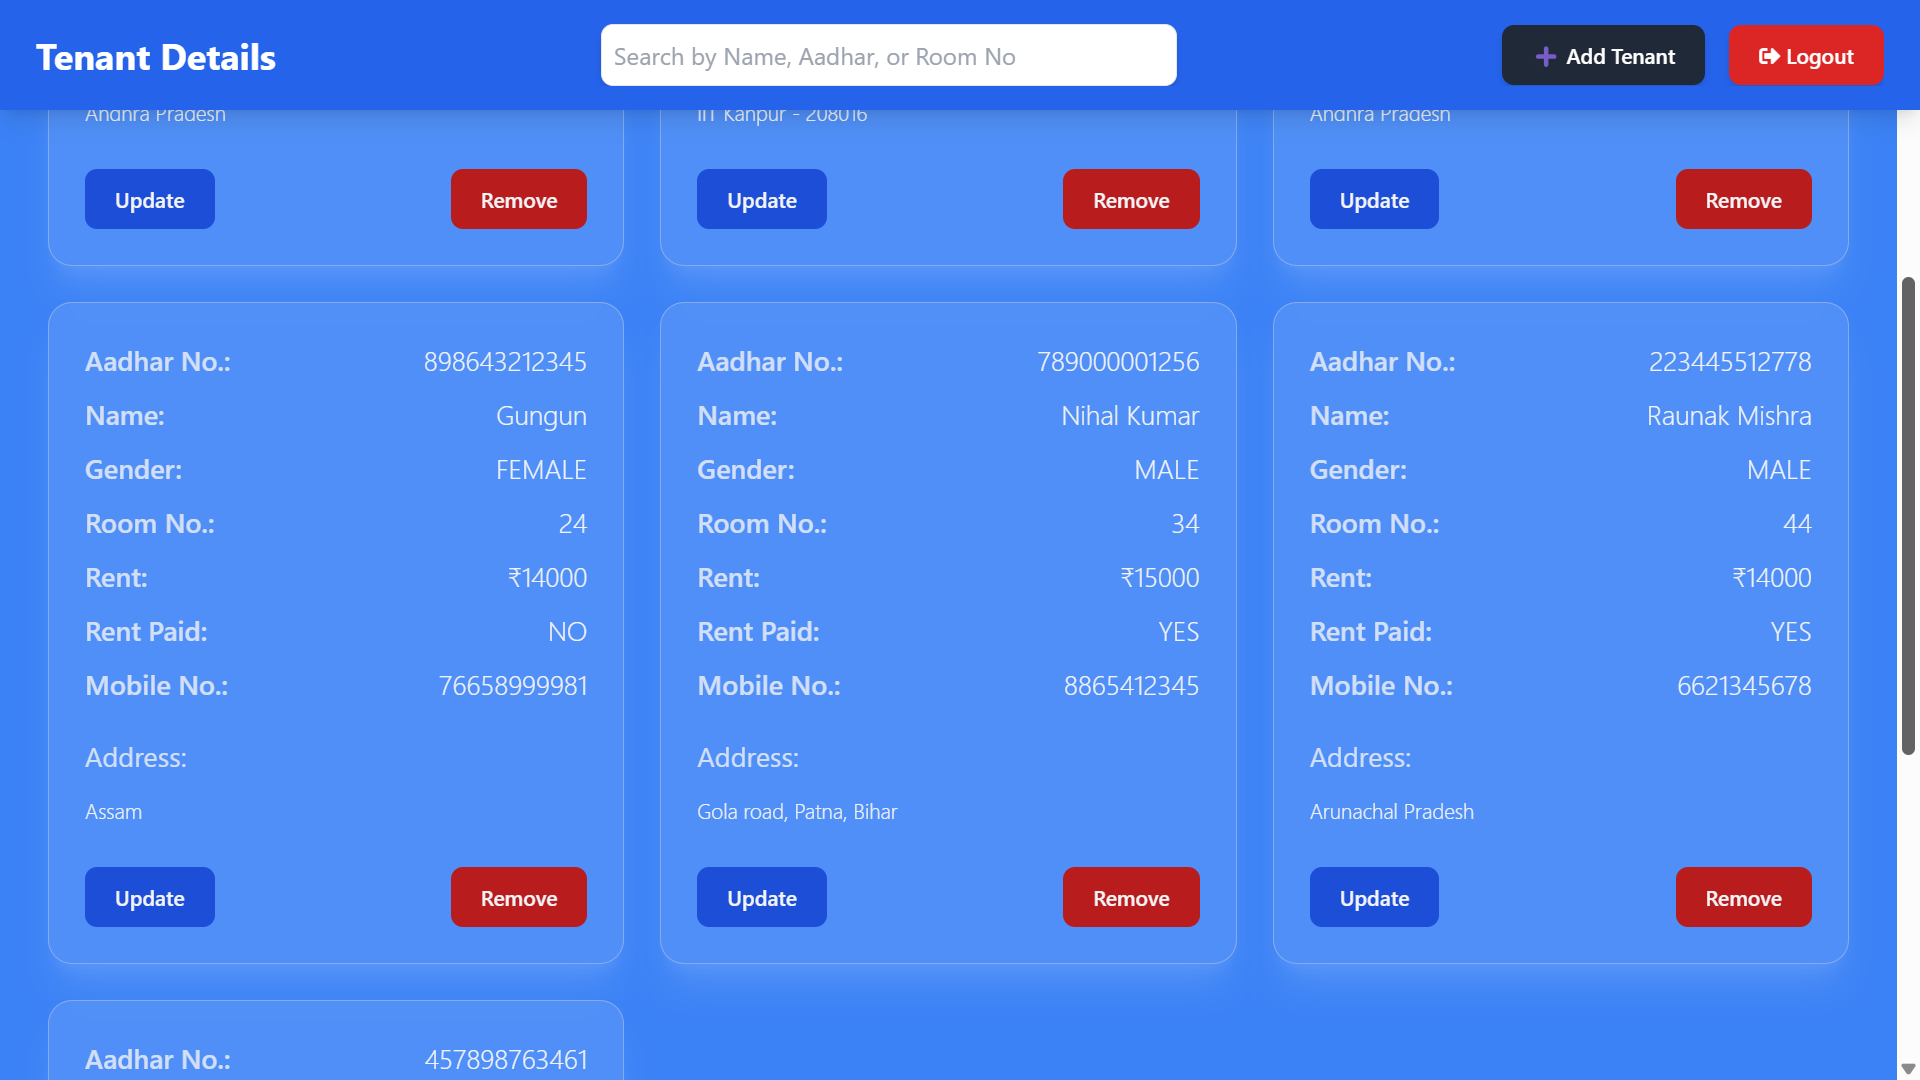 Tenant Details
Search by Name, Aadhar, or Room No
Add Tenant
Logout
Andhra Pradesh
IIT Kanpur - 208016
Andhra Pradesh
Update
Remove
Update
Remove
Update
Remove
Aadhar No.: 898643212345
Name: Gungun
Gender: FEMALE
Room No.: 24
Rent: ₹14000
Rent Paid: NO
Mobile No.: 76658999981
Address:
Assam
Update
Remove
Aadhar No.: 789000001256
Name: Nihal Kumar
Gender: MALE
Room No.: 34
Rent: ₹15000
Rent Paid: YES
Mobile No.: 8865412345
Address:
Gola road, Patna, Bihar
Update
Remove
Aadhar No.: 223445512778
Name: Raunak Mishra
Gender: MALE
Room No.: 44
Rent: ₹14000
Rent Paid: YES
Mobile No.: 6621345678
Address:
Arunachal Pradesh
Update
Remove
Aadhar No.: 457898763461